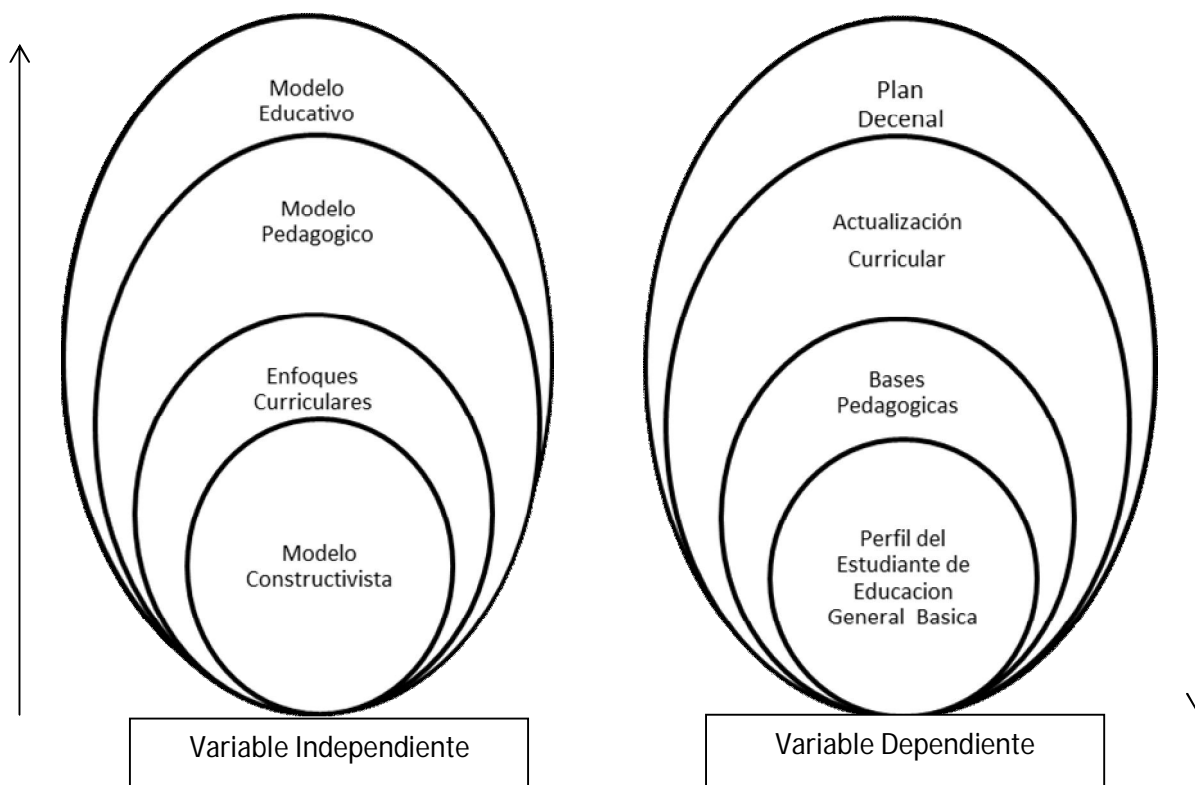 Modelo
Educativo
Modelo
Pedagogico
Enfoques
Curriculares
Modelo
Constructivista
Variable Independiente
Plan
Decenal
Actualización
Curricular
Bases
Pedagogicas
Perfil del
Estudiante de
Educacion
General Basica
Variable Dependiente